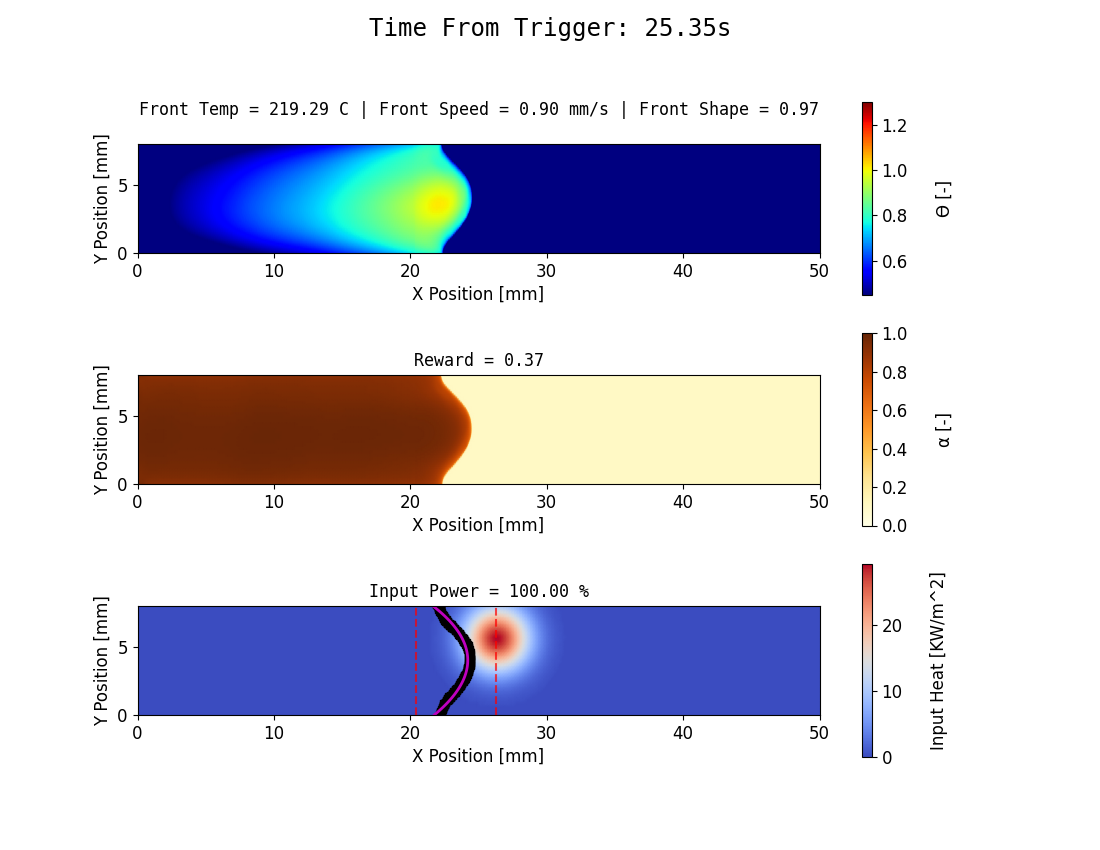 Time From Trigger: 25.35s
Front Temp = 219.29 C | Front Speed = 0.90 mm/s | Front Shape = 0.97
Y Position [mm]
5
0
0 10 20 30 40 50
X Position [mm]
1.2
1.0
0.8
0.6
Θ [-]
Reward = 0.37
Y Position [mm]
5
0
0 10 20 30 40 50
X Position [mm]
1.0
0.8
0.6
0.4
0.2
0.0
α [-]
Input Power = 100.00 %
Y Position [mm]
5
0
0 10 20 30 40 50
X Position [mm]
20
10
0
Input Heat [KW/m^2]